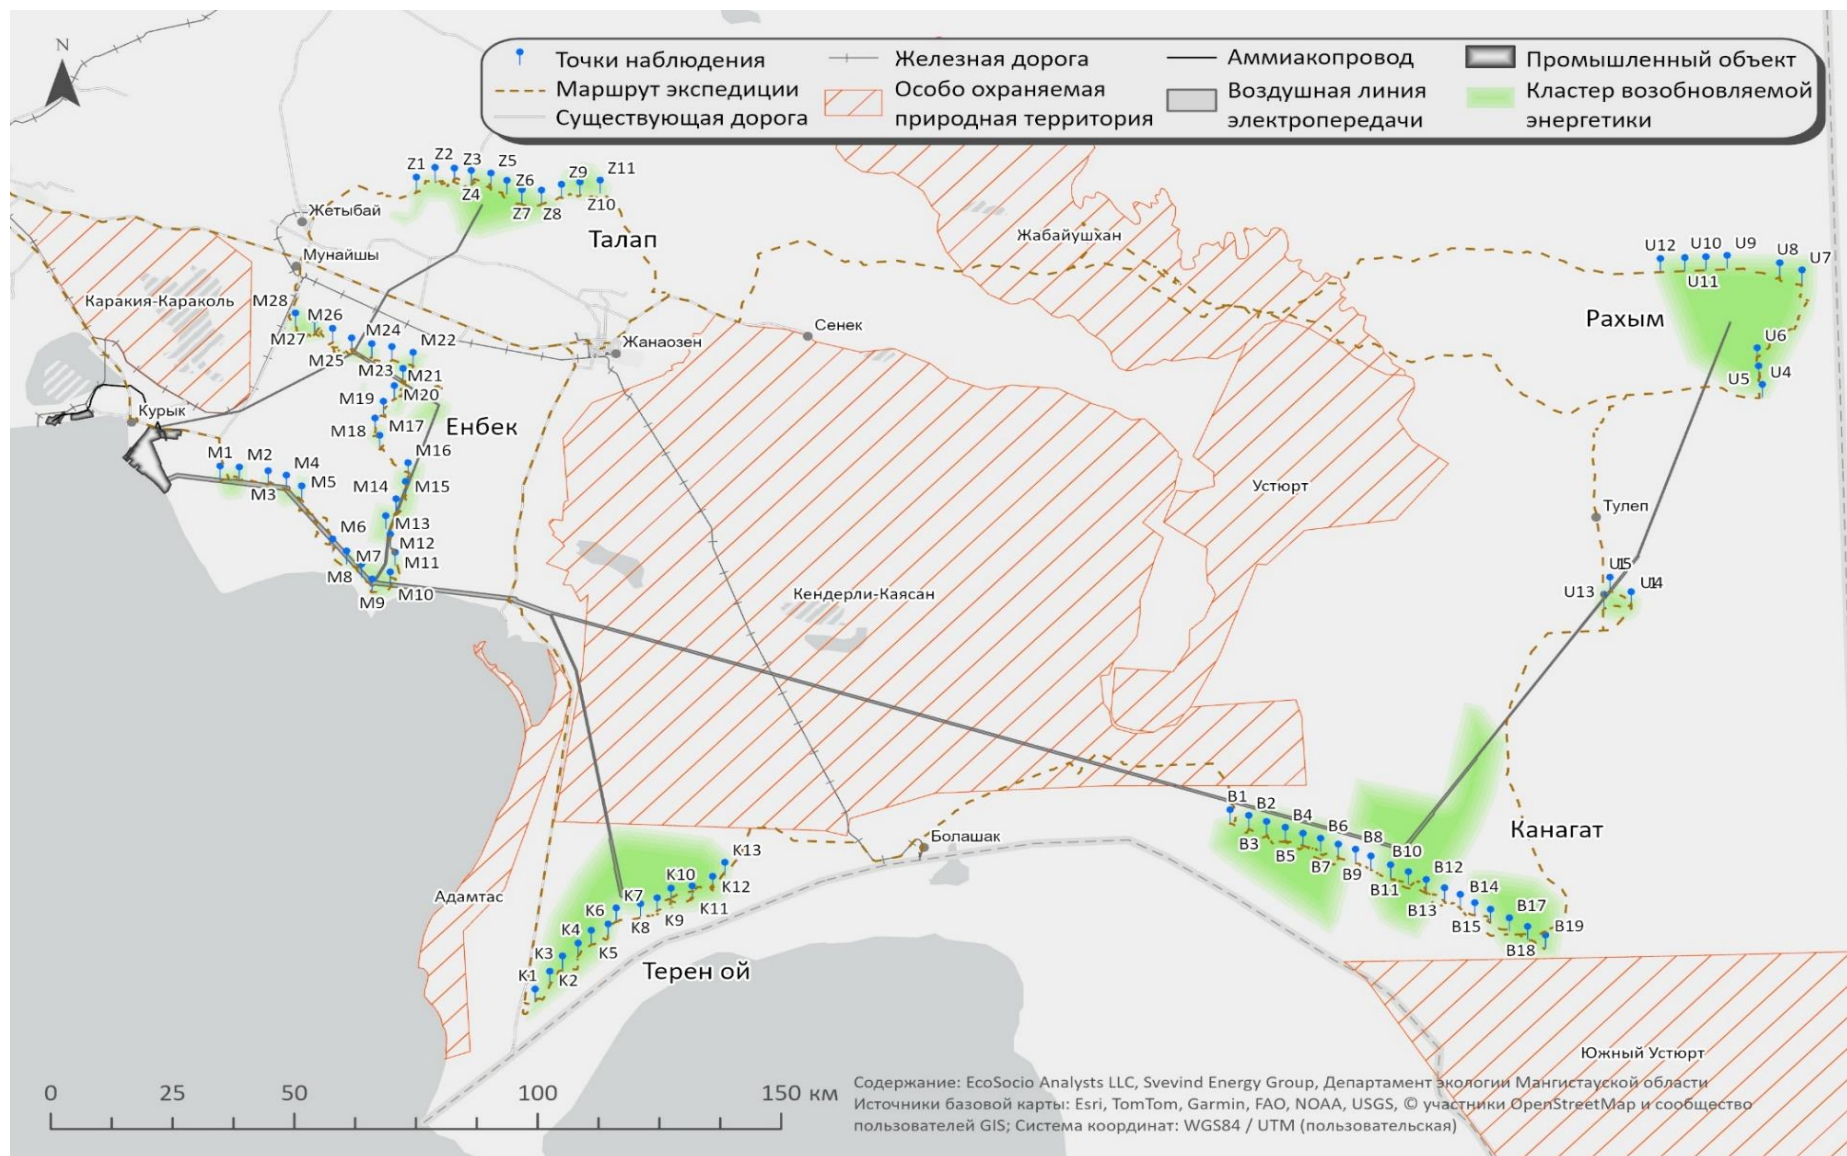 N
Точки наблюдения
Маршрут экспедиции
Существующая дорога
Железная дорога
Особо охраняемая
природная территория
Аммиакопровод
Воздушная линия
электропередачи
Промышленный объект
Кластер возобновляемой
энергетики
Z1
Z2
Z3
Z5
Z4
Z6
Z7
Z8
Z9
Z11
Z10
Жетыбай
Талап
Мунайшы
Жабайушхан
U12
U10
U9
U8
U7
U11
Каракия-Караколь
M28
M26
M27
M24
M25
M22
M23
M21
Рахым
Сенек
Жанаозен
U6
U5
U4
M20
M19
M18
M17
Курык
Енбек
M1
M2
M3
M4
M5
M16
M15
M14
M13
M12
M11
M10
M6
M7
M8
M9
Устюрт
Тулеп
U15
U14
U13
Кендерли-Каясан
B1
B2
B3
B4
B5
B6
B7
B8
B9
B10
B11
B12
B13
B14
B15
B17
B18
B19
Канагат
Болашак
K13
K10
K12
K11
K7
K6
K8
K9
K4
K5
K3
K1
K2
Адамтас
Терен ой
Южный Устюрт
0 25 50 100 150 км
Содержание: EcoSocio Analysts LLC, Svevind Energy Group, Департамент экологии Мангистауской области
Источники базовой карты: Esri, TomTom, Garmin, FAO, NOAA, USGS, © участники OpenStreetMap и сообщество
пользователей GIS; Система координат: WGS84 / UTM (пользовательская)